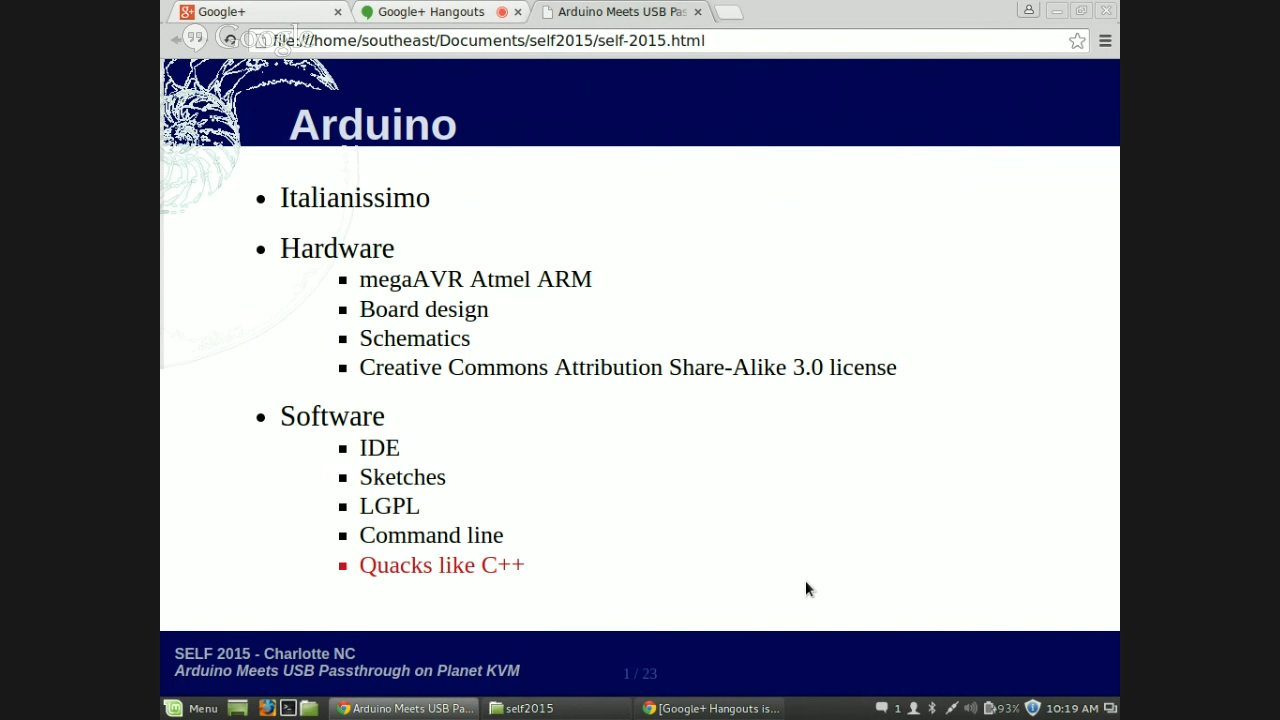 Google+
Google+ Hangouts
Arduino Meets USB Pas
Google
file:///home/southeast/Documents/self2015/self-2015.html
Arduino
Italianissimo
Hardware
megaAVR Atmel ARM
Board design
Schematics
Creative Commons Attribution Share-Alike 3.0 license
Software
IDE
Sketches
LGPL
Command line
Quacks like C++
SELF 2015 - Charlotte NC
Arduino Meets USB Passthrough on Planet KVM
1 / 23
Menu
Arduino Meets USB Pa...
self2015
[Google+ Hangouts is...
1
93%
10:19 AM